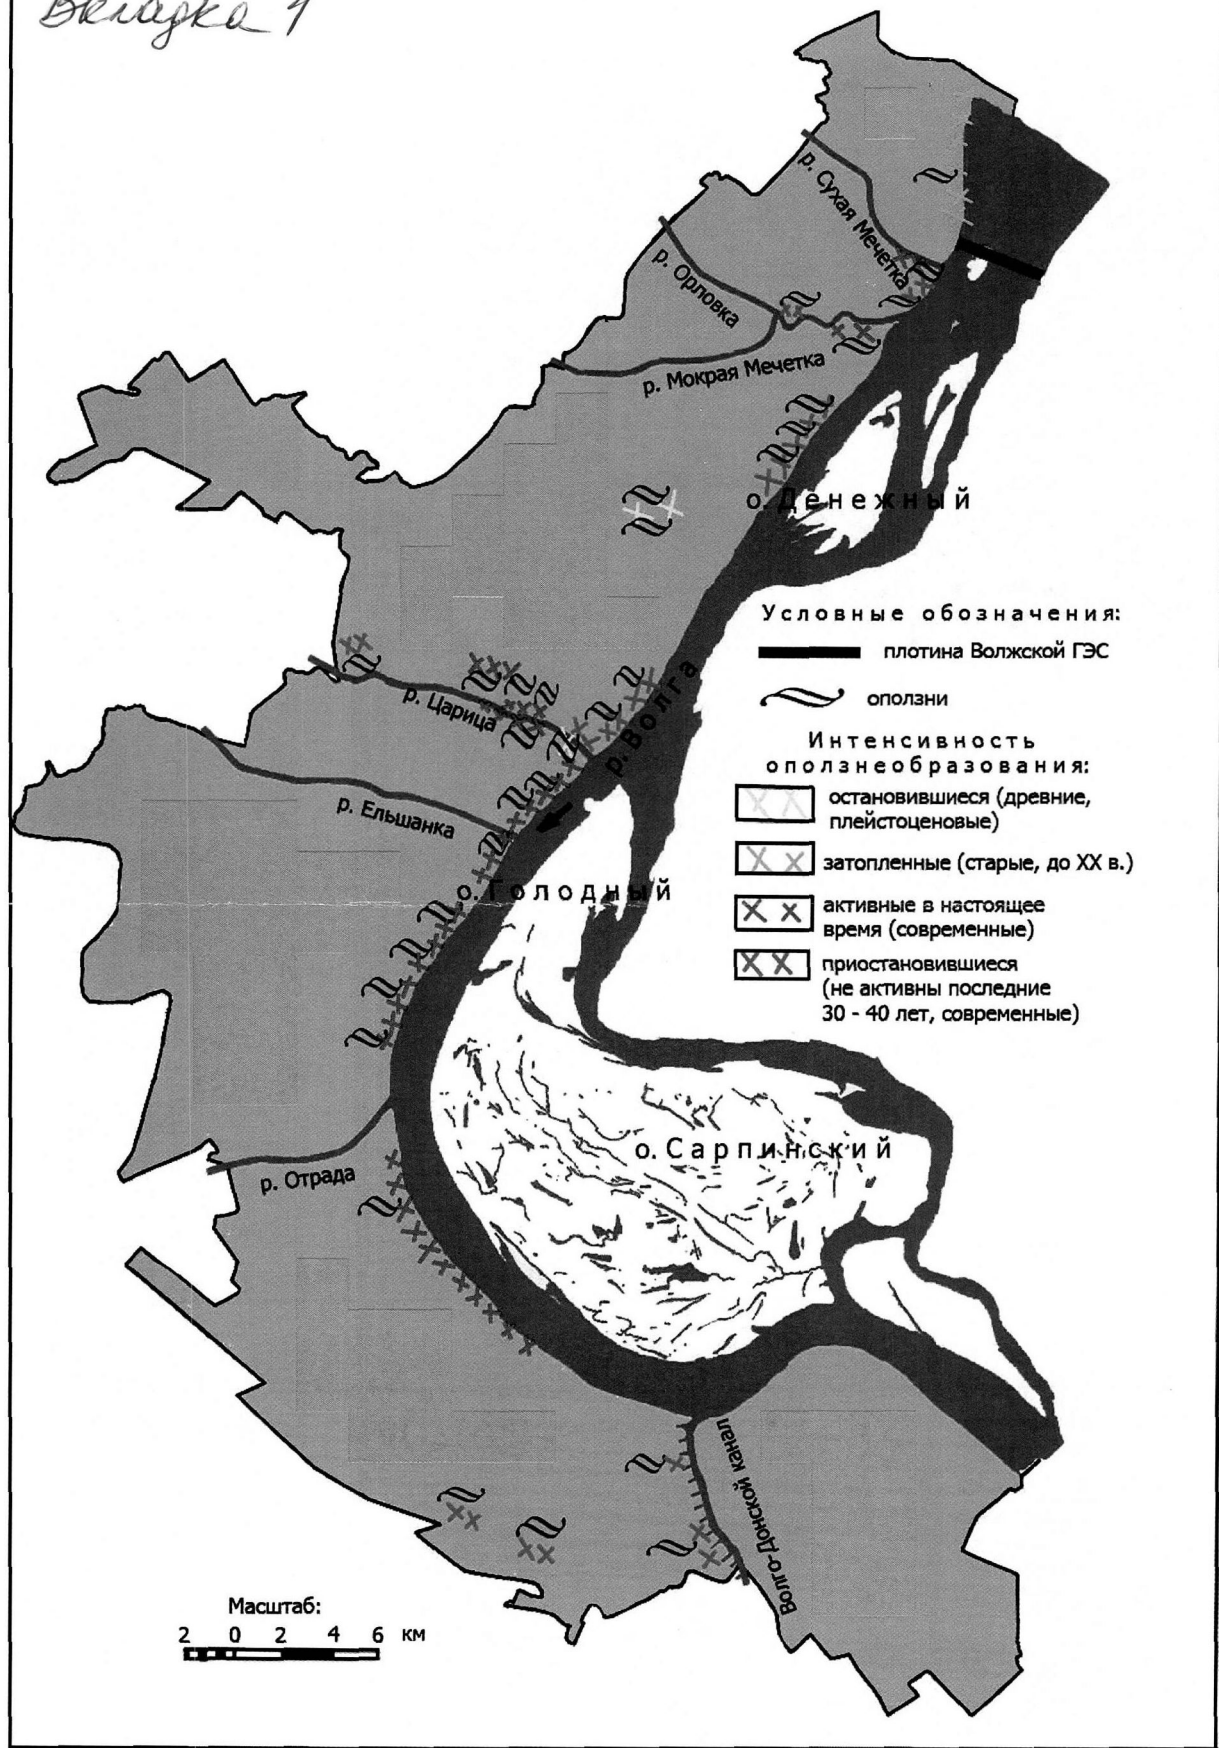 Вкладка 1
р. Сухая Мечетка
р. Орловка
р. Мокрая Мечетка
о. Денежный
Условные обозначения:
плотина Волжской ГЭС
оползни
Интенсивность
оползнеобразования:
остановившиеся (древние,
плейстоценовые)
затопленные (старые, до XX в.)
активные в настоящее
время (современные)
приостановившиеся
(не активны последние
30 - 40 лет, современные)
р. Царица
р. Волга
р. Ельшанка
о. Голодный
о. Сарпинский
р. Отрада
Волго-Донской канал
Масштаб:
2 0 2 4 6 км